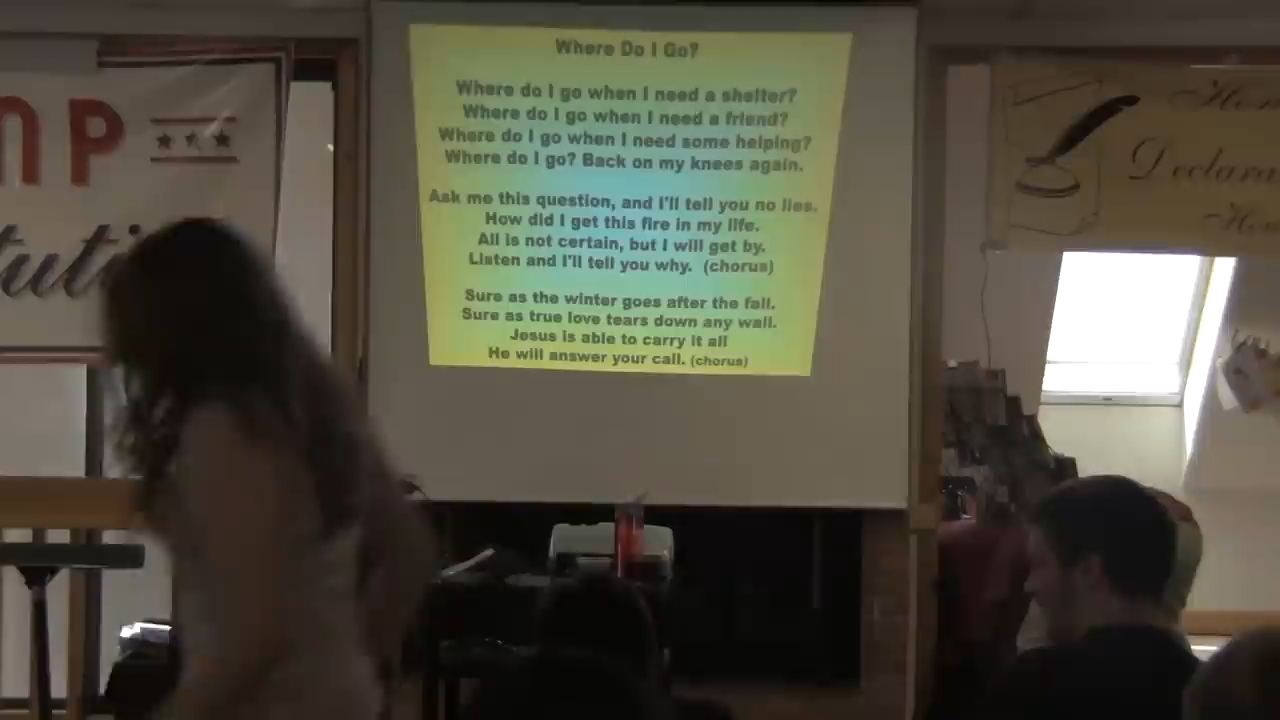 Where Do I Go?
Where do I go when I need a shelter?
Where do I go when I need a friend?
Where do I go when I need some helping?
Where do I go? Back on my knees again.
Ask me this question, and I'll tell you no lies.
How did I get this fire in my life.
All is not certain, but I will get by.
Listen and I'll tell you why. (chorus)
Sure as the winter goes after the fall.
Sure as true love tears down any wall.
Jesus is able to carry it all
He will answer your call. (chorus)